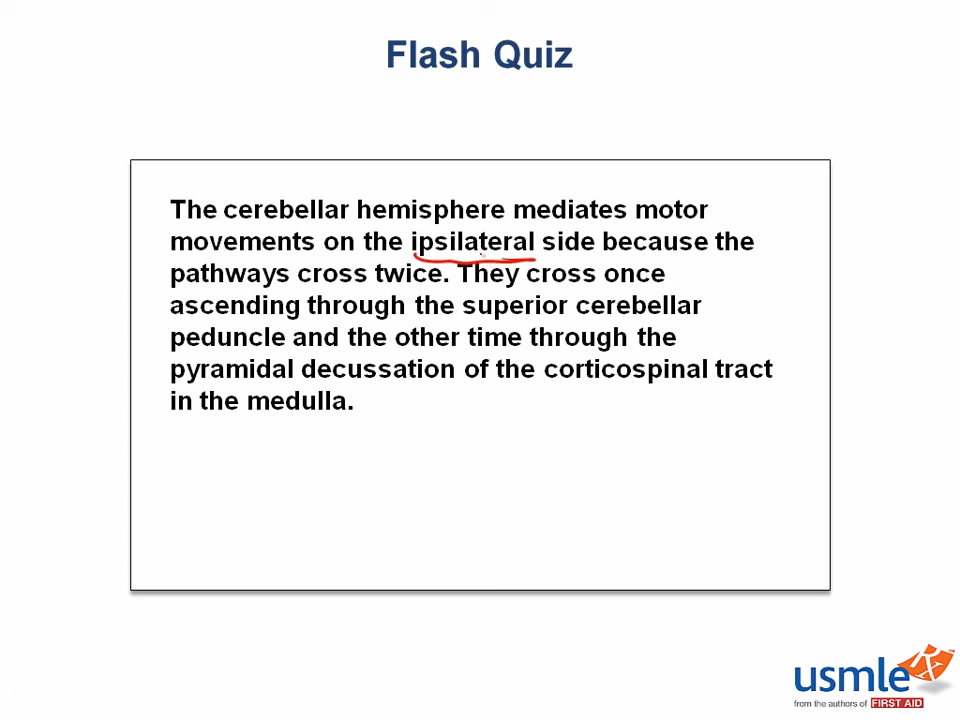 Flash Quiz
The cerebellar hemisphere mediates motor
movements on the ipsilateral side because the
pathways cross twice. They cross once
ascending through the superior cerebellar
peduncle and the other time through the
pyramidal decussation of the corticospinal tract
in the medulla.
usmle Rx
from the authors of FIRST AID